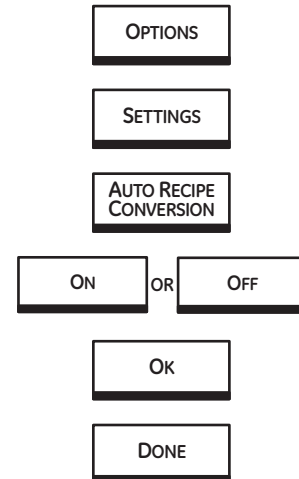 OPTIONS
SETTINGS
AUTO RECIPE
CONVERSION
ON OR OFF
OK
DONE